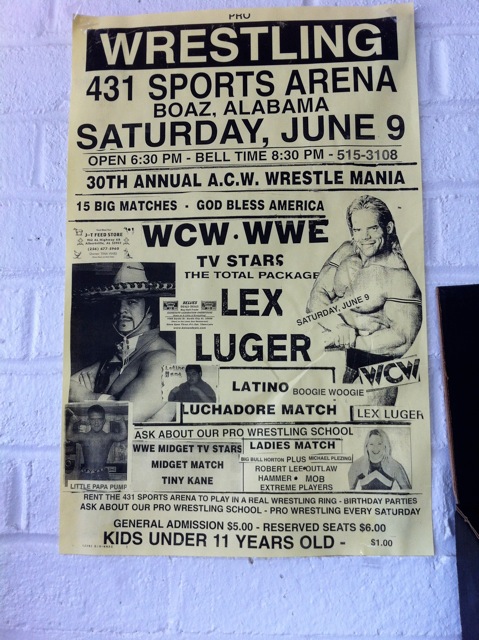 PRO
WRESTLING
431 SPORTS ARENA
BOAZ, ALABAMA
SATURDAY, JUNE 9
OPEN 6:30 PM - BELL TIME 8:30 PM - 515-3108
30TH ANNUAL A.C.W. WRESTLE MANIA
15 BIG MATCHES • GOD BLESS AMERICA
J-T FEED STORE
WCW • WWE
TV STARS
THE TOTAL PACKAGE
LEX
SATURDAY, JUNE 9
LUGER
WCW
LATINO BOOGIE WOOGIE
LUCHADORE MATCH
LEX LUGER
ASK ABOUT OUR PRO WRESTLING SCHOOL
WWE MIDGET TV STARS
MIDGET MATCH
TINY KANE
LADIES MATCH
BIG BULL HORTON PLUS MICHAEL PLEZING
ROBERT LEE•OUTLAW
HAMMER • MOB
EXTREME PLAYERS
LITTLE PAPA PUMP
RENT THE 431 SPORTS ARENA TO PLAY IN A REAL WRESTLING RING - BIRTHDAY PARTIES
ASK ABOUT OUR PRO WRESTLING SCHOOL - PRO WRESTLING EVERY SATURDAY
GENERAL ADMISSION $5.00 - RESERVED SEATS $6.00
KIDS UNDER 11 YEARS OLD - $1.00